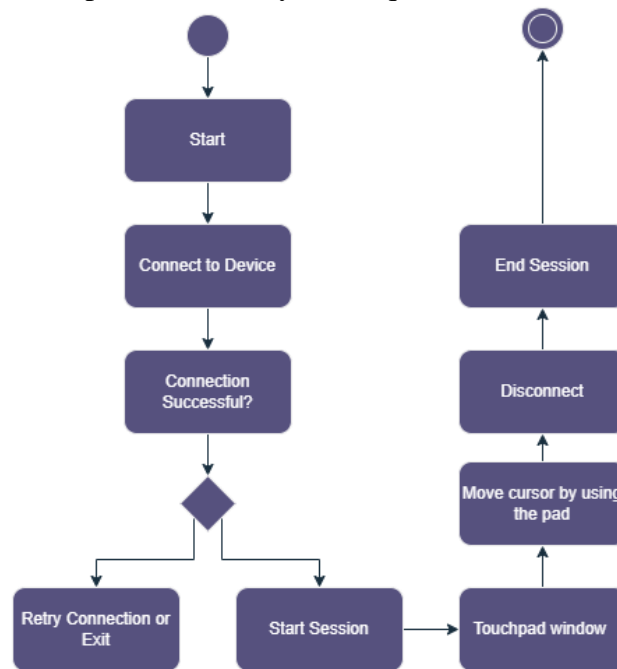 Start
Connect to Device
Connection
Successful?
Retry Connection or
Exit
Start Session
Touchpad window
Move cursor by using
the pad
Disconnect
End Session